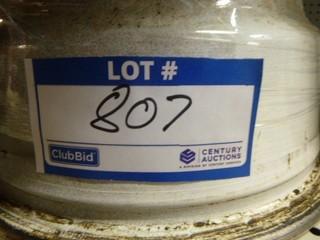 LOT #
807
ClubBid
CENTURY
AUCTIONS